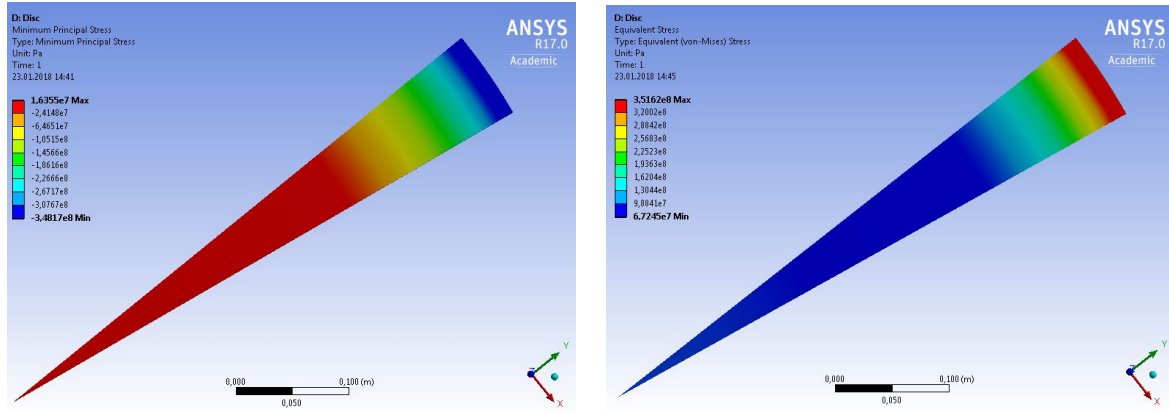 D: Disc
Minimum Principal Stress
Type: Minimum Principal Stress
Unit: Pa
Time: 1
23.01.2018 14:41
1,6355e7 Max
-2,4148e7
-6,4651e7
-1,0515e8
-1,4566e8
-1,8616e8
-2,2666e8
-2,6717e8
-3,0767e8
-3,4817e8 Min
ANSYS
R17.0
Academic
0,000
0,100 (m)
0,050
Y
Z
X
D: Disc
Equivalent Stress
Type: Equivalent (von-Mises) Stress
Unit: Pa
Time: 1
23.01.2018 14:45
3,5162e8 Max
3,2002e8
2,8842e8
2,5683e8
2,2523e8
1,9363e8
1,6204e8
1,3044e8
9,8841e7
6,7245e7 Min
ANSYS
R17.0
Academic
0,000
0,100 (m)
0,050
Y
Z
X